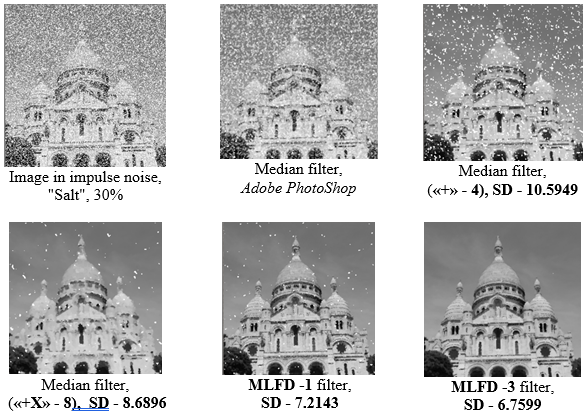 Image in impulse noise,
"Salt", 30%
Median filter,
Adobe PhotoShop
Median filter,
(«+» - 4), SD - 10.5949
Median filter,
(«+X» - 8), SD - 8.6896
MLFD -1 filter,
SD - 7.2143
MLFD -3 filter,
SD - 6.7599